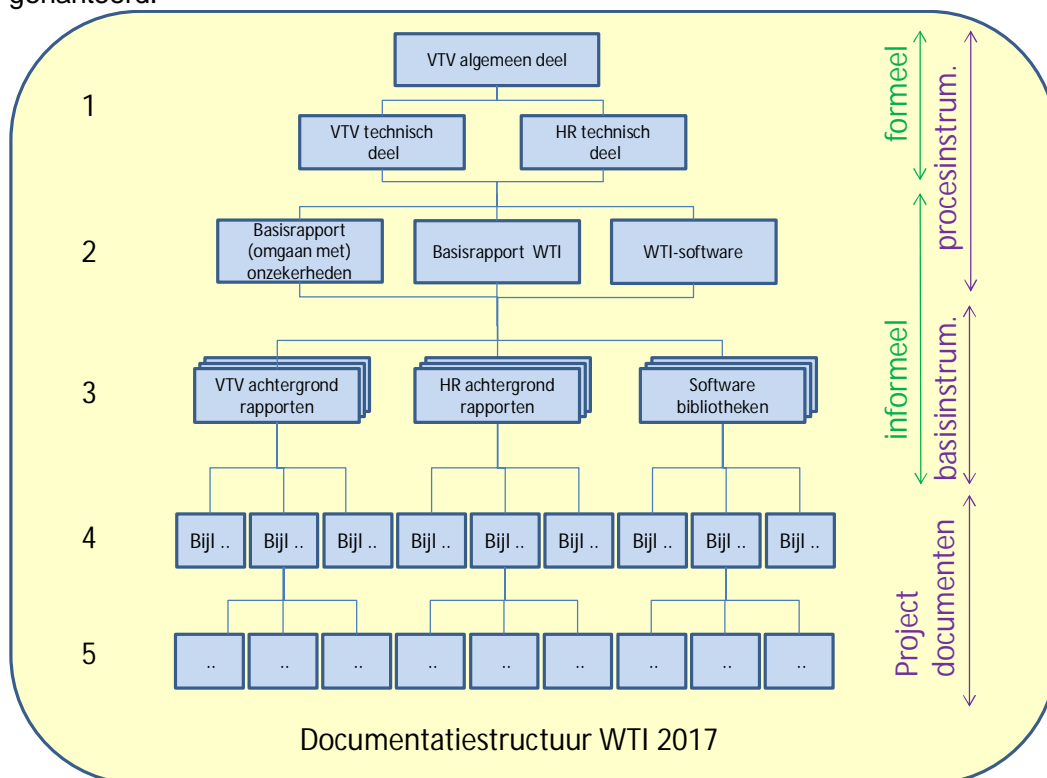 gehanteerd.
VTV algemeen deel
1
VTV technisch
deel
HR technisch
deel
2
Basisrapport
(omgaan met)
onzekerheden
Basisrapport WTI
WTI-software
3
VTV achtergrond
rapporten
HR achtergrond
rapporten
Software
bibliotheken
4
Bijl .. Bijl .. Bijl .. Bijl .. Bijl .. Bijl .. Bijl .. Bijl .. Bijl ..
5
.. .. .. .. .. .. .. .. ..
formeel
informeel
procesinstrum.
basisinstrum.
Project
documenten
Documentatiestructuur WTI 2017